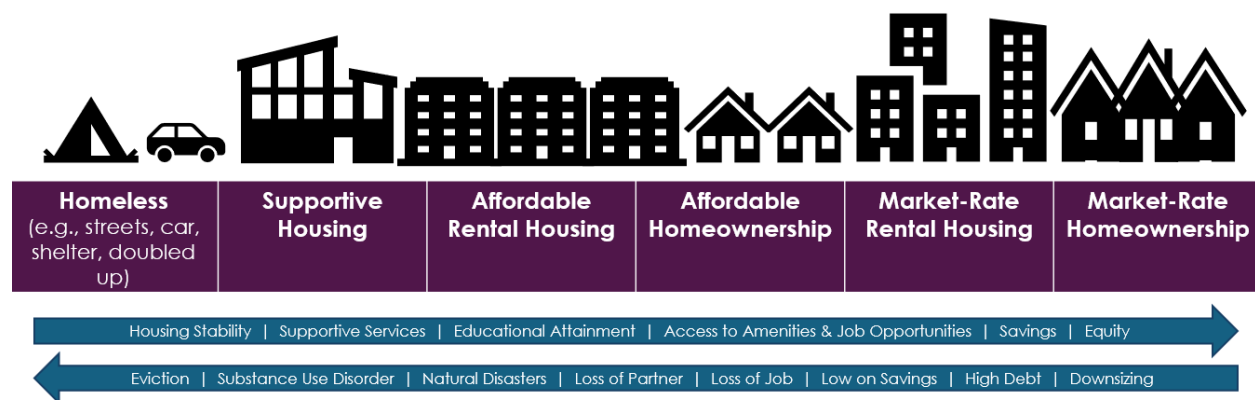 Homeless
(e.g., streets, car,
shelter, doubled
up)
Supportive
Housing
Affordable
Rental Housing
Affordable
Homeownership
Market-Rate
Rental Housing
Market-Rate
Homeownership
Housing Stability | Supportive Services | Educational Attainment | Access to Amenities & Job Opportunities | Savings | Equity
Eviction | Substance Use Disorder | Natural Disasters | Loss of Partner | Loss of Job | Low on Savings | High Debt | Downsizing